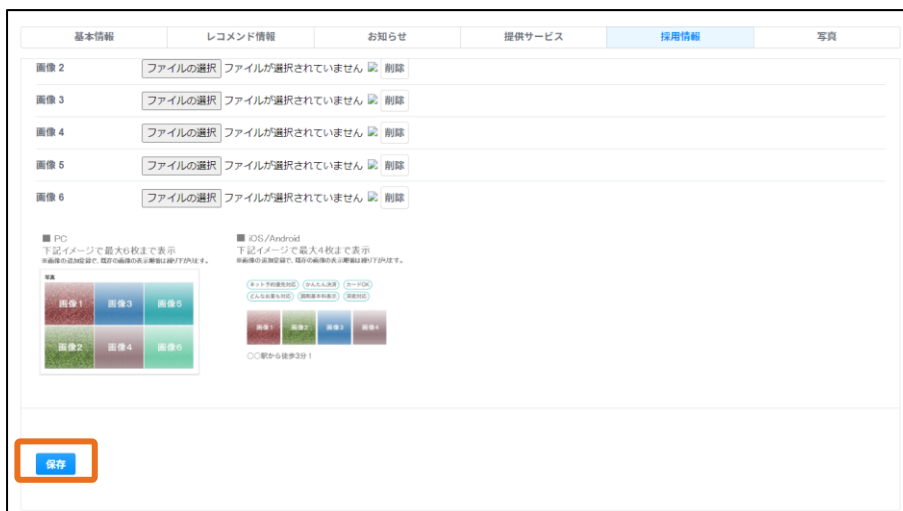 基本情報 レコメンド情報 お知らせ 提供サービス 採用情報 写真
画像 2 ファイルの選択 ファイルが選択されていません 削除
画像 3 ファイルの選択 ファイルが選択されていません 削除
画像 4 ファイルの選択 ファイルが選択されていません 削除
画像 5 ファイルの選択 ファイルが選択されていません 削除
画像 6 ファイルの選択 ファイルが選択されていません 削除
■ PC
下記イメージで最大6枚まで表示
※画像の追加登録で、既存の画像の表示順番は繰り下がります。
写真
画像1 画像3 画像5
画像2 画像4 画像6
■ iOS/Android
下記イメージで最大4枚まで表示
※画像の追加登録で、既存の画像の表示順番は繰り下がります。
ネット予約優先対応 かんたん決済 カードOK
どんなお薬も対応 調剤基本料表示 深夜対応
画像1 画像2 画像3 画像4
○○駅から徒歩3分!
保存